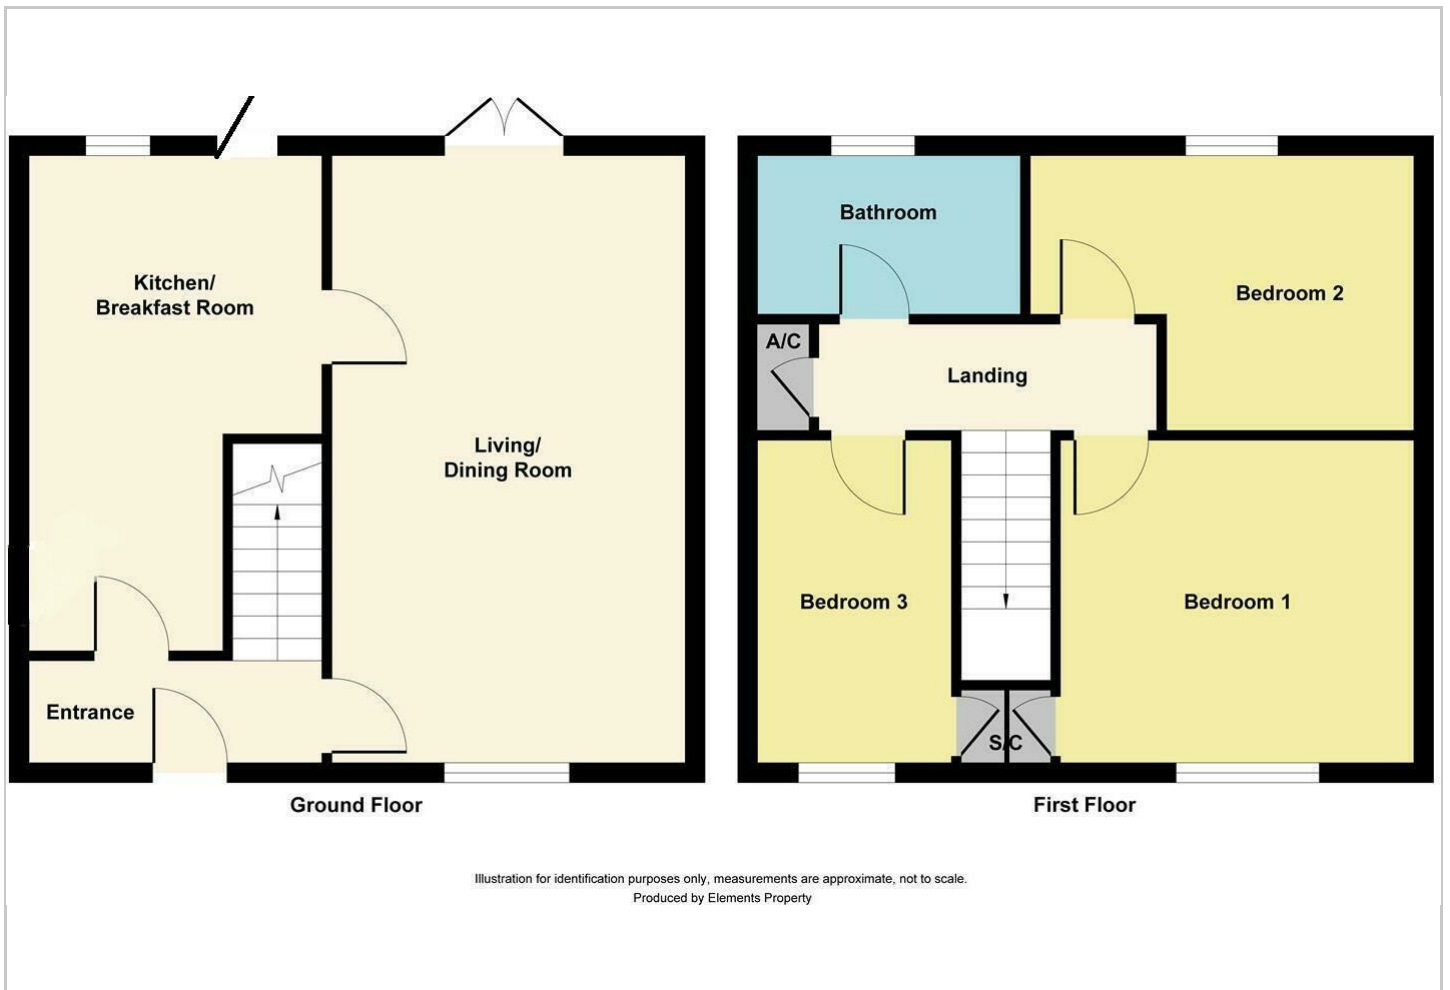 Kitchen/
Breakfast Room
Living/
Dining Room
Entrance
Ground Floor
Bathroom
Bedroom 2
A/C
Landing
Bedroom 3
Bedroom 1
S/C
First Floor
Illustration for identification purposes only, measurements are approximate, not to scale.
Produced by Elements Property